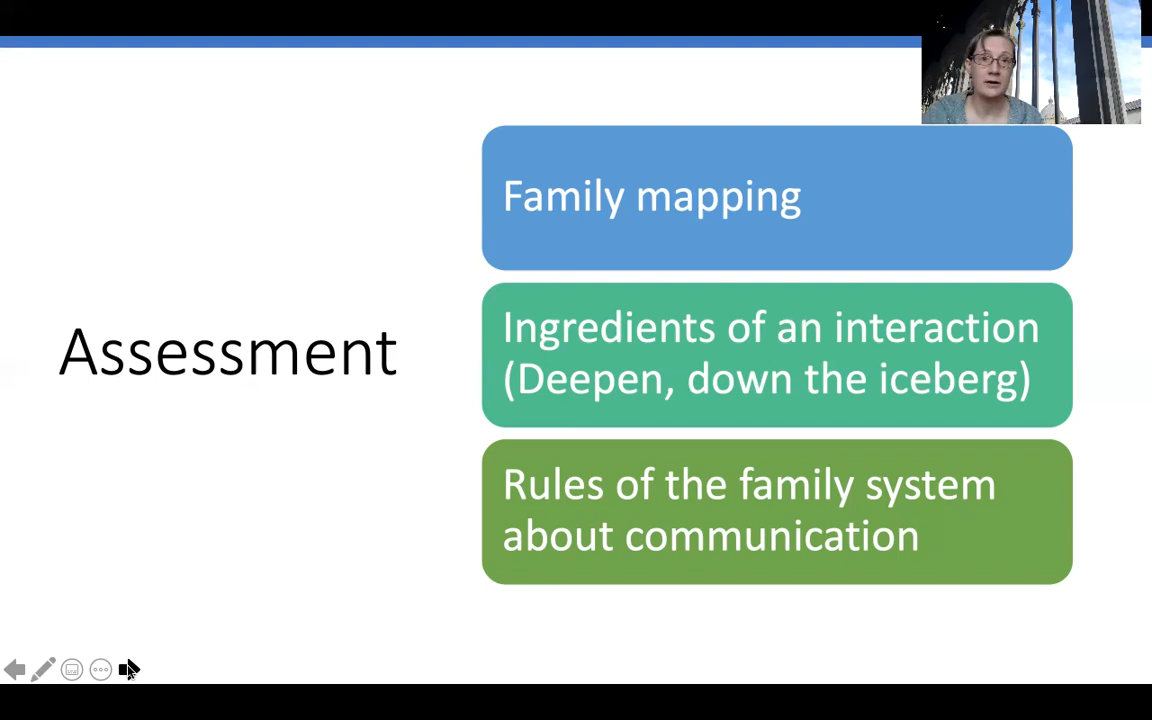 Assessment
Family mapping
Ingredients of an interaction
(Deepen, down the iceberg)
Rules of the family system
about communication